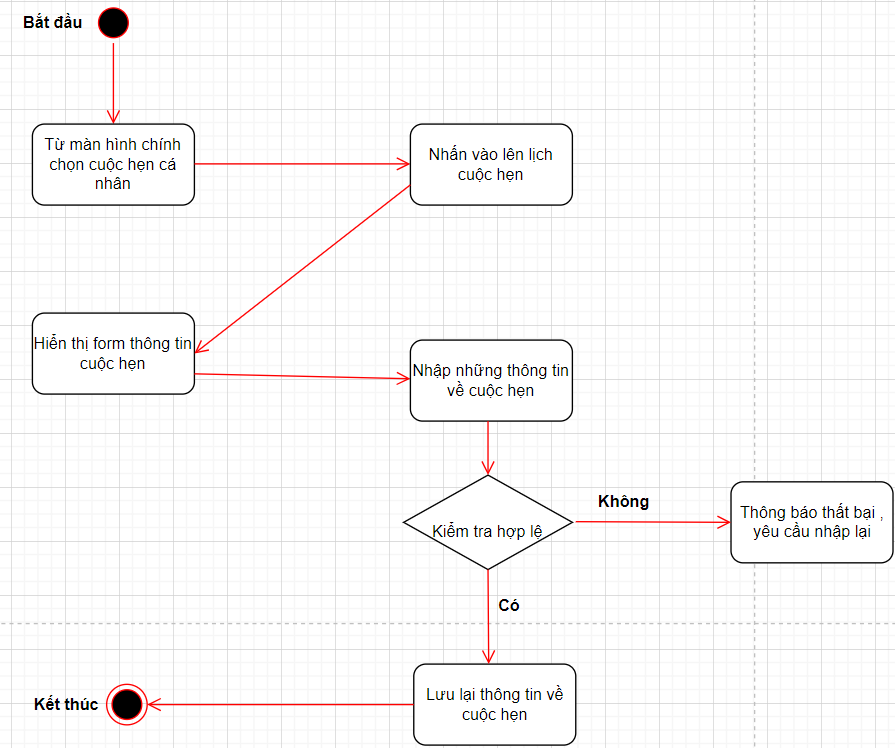 Bắt đầu
Từ màn hình chính
chọn cuộc hẹn cá
nhân
Nhấn vào lên lịch
cuộc hẹn
Hiển thị form thông tin
cuộc hẹn
Nhập những thông tin
về cuộc hẹn
Kiểm tra hợp lệ
Không
Thông báo thất bại ,
yêu cầu nhập lại
Có
Lưu lại thông tin về
cuộc hẹn
Kết thúc